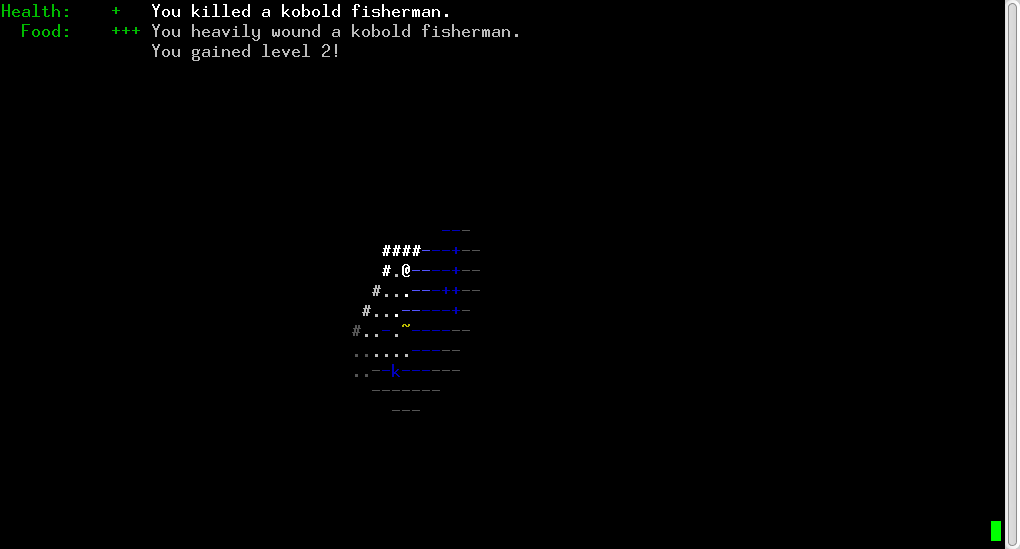 Health: + You killed a kobold fisherman.
Food: +++ You heavily wound a kobold fisherman.
You gained level 2!
---
####----+--
#.@----+--
#...--++--
#...-----+-
#..-.~------
......-----
..--k------
-------
---